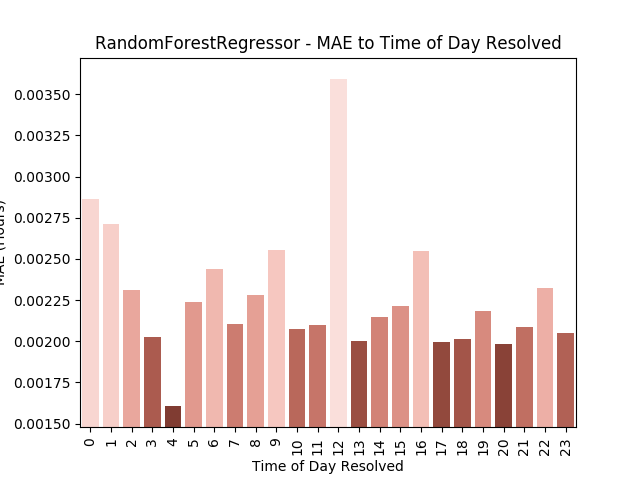 RandomForestRegressor - MAE to Time of Day Resolved
MAE (Hours)
0.00350
0.00325
0.00300
0.00275
0.00250
0.00225
0.00200
0.00175
0.00150
0 1 2 3 4 5 6 7 8 9 10 11 12 13 14 15 16 17 18 19 20 21 22 23
Time of Day Resolved